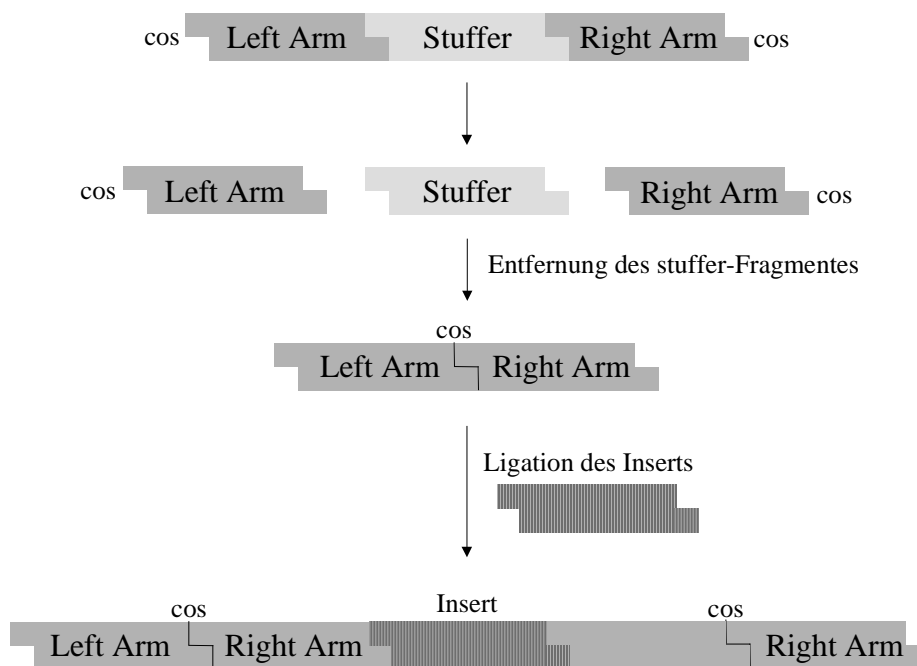 cos Left Arm Stuffer Right Arm cos
cos Left Arm Stuffer Right Arm cos
Entfernung des stuffer-Fragmentes
cos
Left Arm Right Arm
Ligation des Inserts
cos Insert cos
Left Arm Right Arm Right Arm